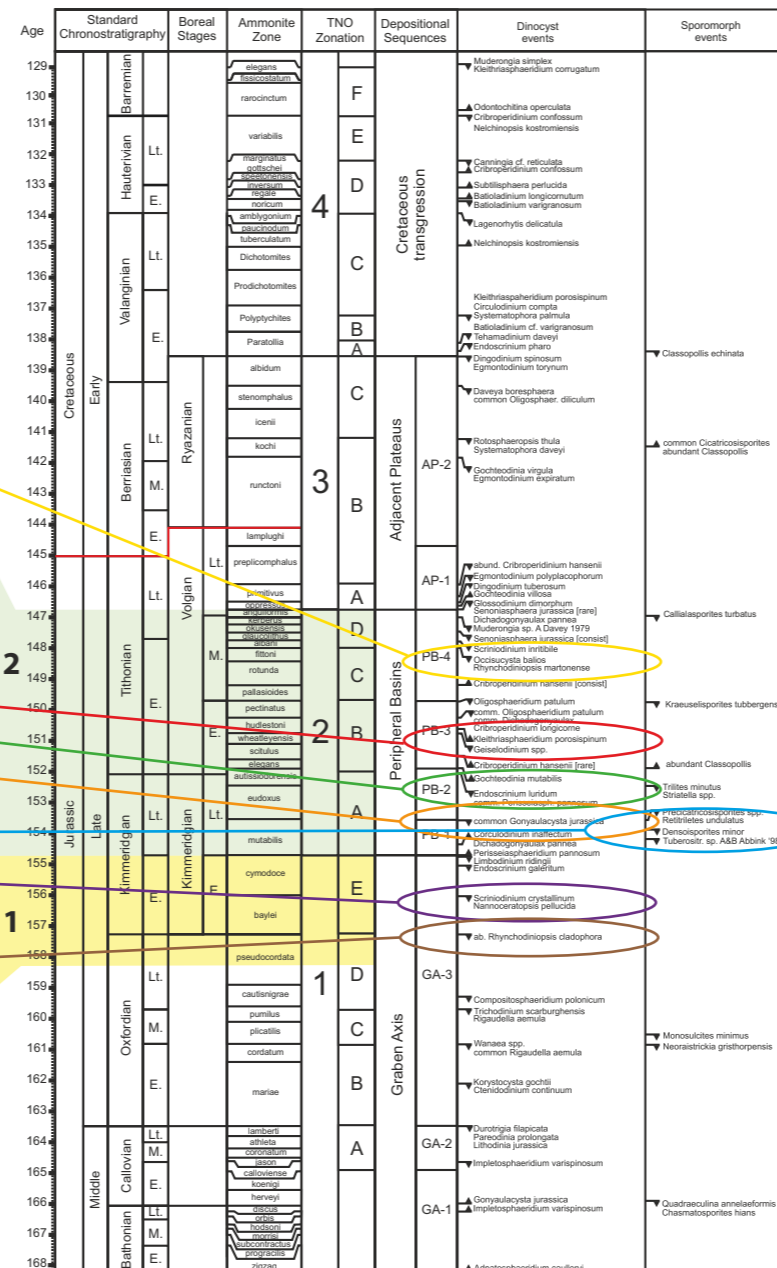 Age
Standard
Chronostratigraphy
Boreal
Stages
Ammonite
Zone
TNO
Zonation
Depositional
Sequences
Dinocyst
events
Sporomorph
events
129
130
131
132
133
134
135
136
137
138
139
140
141
142
143
144
145
146
147
148
149
150
151
152
153
154
155
156
157
158
159
160
161
162
163
164
165
166
167
168
2
1
Cretaceous
Jurassic
Early
Late
Middle
Barremian
Hauterivian
Valanginian
Berriasian
Tithonian
Kimmeridgian
Oxfordian
Callovian
Bathonian
Lt.
E.
Lt.
E.
Lt.
M.
E.
Lt.
E.
Lt.
E.
Lt.
M.
E.
Lt.
M.
E.
Lt.
M.
E.
Ryazanian
Volgian
Kimmeridgian
Lt.
M.
E.
Lt.
E.
elegans
fissicostatum
rarocinctum
variabilis
marginatus
gottschei
speetonensis
inversum
regale
noricum
amblygonium
paucinodum
tuberculatum
Dichotomites
Prodichotomites
Polyptychites
Paratollia
albidum
stenomphalus
icenii
kochi
runctoni
lamplughi
preplicomphalus
primitivus
oppressus
anguiformis
kerberus
okusensis
glaucolithus
albani
fittoni
rotunda
pallasioides
pectinatus
hudlestoni
wheatleyensis
scitulus
elegans
autissiodorensis
eudoxus
mutabilis
cymodoce
baylei
pseudocordata
cautisnigrae
pumilus
plicatilis
cordatum
mariae
lamberti
athleta
coronatum
jason
calloviense
koenigi
herveyi
discus
orbis
hodsoni
morrisi
subcontractus
progracilis
zigzag
4
3
2
1
F
E
D
C
B
A
C
B
A
D
C
B
A
E
D
C
B
A
Cretaceous
transgression
Adjacent Plateaus
Peripheral Basins
Graben Axis
AP-2
AP-1
PB-4
PB-3
PB-2
PB-1
GA-3
GA-2
GA-1
Muderongia simplex
Kleithriasphaeridium corrugatum
Odontochitina operculata
Cribroperidinium confossum
Nelchinopsis kostromiensis
Canningia cf. reticulata
Cribroperidinium confossum
Subtilisphaera perlucida
Batioladinium longicornutum
Batioladinium varigranosum
Lagenorhytis delicatula
Nelchinopsis kostromiensis
Kleithriaspaheridium porosispinum
Circulodinium compta
Systematophora palmula
Batioladinium cf. varigranosum
Tehamadinium daveyi
Endoscrinium pharo
Dingodinium spinosum
Egmontodinium torynum
Daveya boresphaera
common Oligosphaer. diliculum
Rotosphaeropsis thula
Systematophora daveyi
Gochteodinia virgula
Egmontodinium expiratum
abund. Cribroperidinium hansenii
Egmontodinium polyplacophorum
Dingodinium tuberosum
Gochteodinia villosa
Glossodinium dimorphum
Senoniasphaera jurassica [rare]
Dichadogonyaulax pannea
Muderongia sp. A Davey 1979
Senoniasphaera jurassica [consist]
Scriniodinium inritibile
Occisucysta balios
Rhynchodiniopsis martonense
Cribroperidinium hansenii [consist]
Oligosphaeridium patulum
comm. Oligosphaeridium patulum
comm. Dichadogonyaulax
Cribroperidinium longicorne
Kleithriasphaeridium porosispinum
Geiselodinium spp.
Cribroperidinium hansenii [rare]
Gochteodinia mutabilis
Endoscrinium luridum
comm. Perisseiasph. pannosum
common Gonyaulacysta jurassica
Corculodinium inaffectum
Dichadogonyaulax pannea
Perisseiasphaeridium pannosum
Limbodinium ridingii
Endoscrinium galeritum
Scriniodinium crystallinum
Nannoceratopsis pellucida
ab. Rhynchodiniopsis cladophora
Compositosphaeridium polonicum
Trichodinium scarburghensis
Rigaudella aemula
Wanaea spp.
common Rigaudella aemula
Korystocysta gochtii
Ctenidodinium continuum
Durotrigia filapicata
Pareodinia prolongata
Lithodinia jurassica
Impletosphaeridium varispinosum
Gonyaulacysta jurassica
Impletosphaeridium varispinosum
Classopollis echinata
common Cicatricosisporites
abundant Classopollis
Callialasporites turbatus
Kraeuselisporites tubbergens
abundant Classopollis
Trilites minutus
Striatella spp.
Precicatricosisporites spp.
Retitriletes undulatus
Densoisporites minor
Tuberositr. sp. A&B Abbink '98
Monosulcites minimus
Neoraistrickia gristhorpensis
Quadraeculina annelaeformis
Chasmatosporites hians